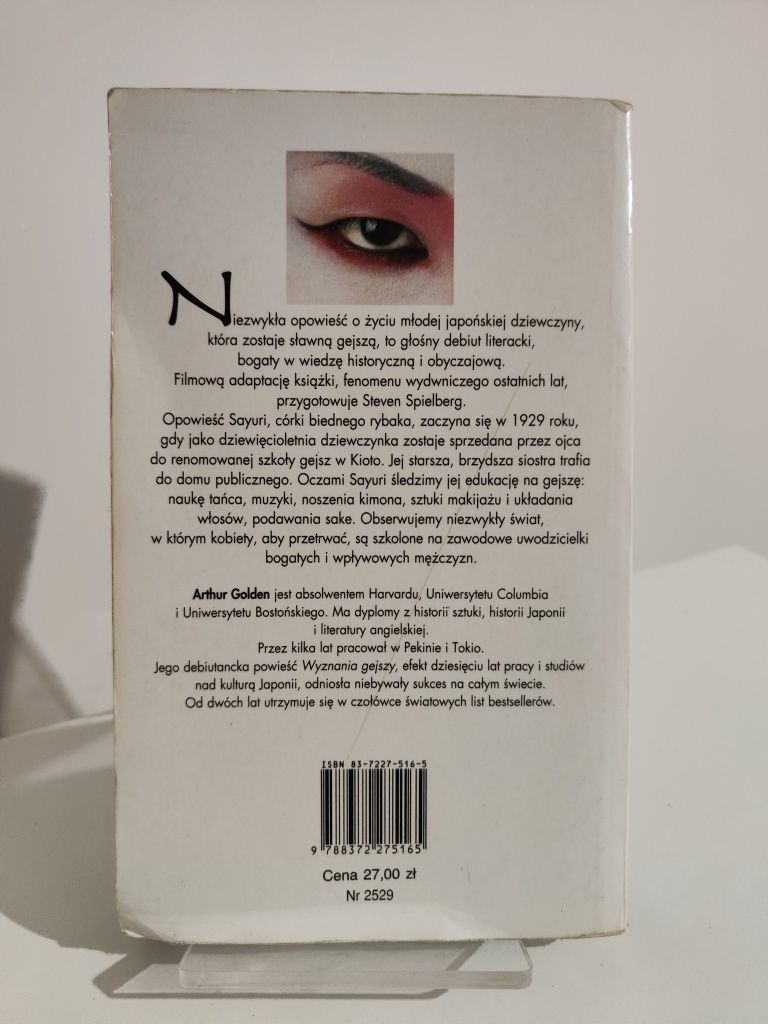 Niezwykła opowieść o życiu młodej japońskiej dziewczyny,
która zostaje sławną gejszą, to głośny debiut literacki,
bogaty w wiedzę historyczną i obyczajową.
Filmową adaptację książki, fenomenu wydwniczego ostatnich lat,
przygotowuje Steven Spielberg.
Opowieść Sayuri, córki biednego rybaka, zaczyna się w 1929 roku,
gdy jako dziewięcioletnia dziewczynka zostaje sprzedana przez ojca
do renomowanej szkoły gejsz w Kioto. Jej starsza, brzydsza siostra trafia
do domu publicznego. Oczami Sayuri śledzimy jej edukację na gejszę:
naukę tańca, muzyki, noszenia kimona, sztuki makijażu i układania
włosów, podawania sake. Obserwujemy niezwykły świat,
w którym kobiety, aby przetrwać, są szkolone na zawodowe uwodzicielki
bogatych i wpływowych mężczyzn.
Arthur Golden jest absolwentem Harvardu, Uniwersytetu Columbia
i Uniwersytetu Bostońskiego. Ma dyplomy z historii sztuki, historii Japonii
i literatury angielskiej.
Przez kilka lat pracował w Pekinie i Tokio.
Jego debiutancka powieść Wyznania gejszy, efekt dziesięciu lat pracy i studiów
nad kulturą Japonii, odniosła niebywały sukces na całym świecie.
Od dwóch lat utrzymuje się w czołówce światowych list bestsellerów.
ISBN 83-7227-516-5
9 788372 275165
Cena 27,00 zł
Nr 2529